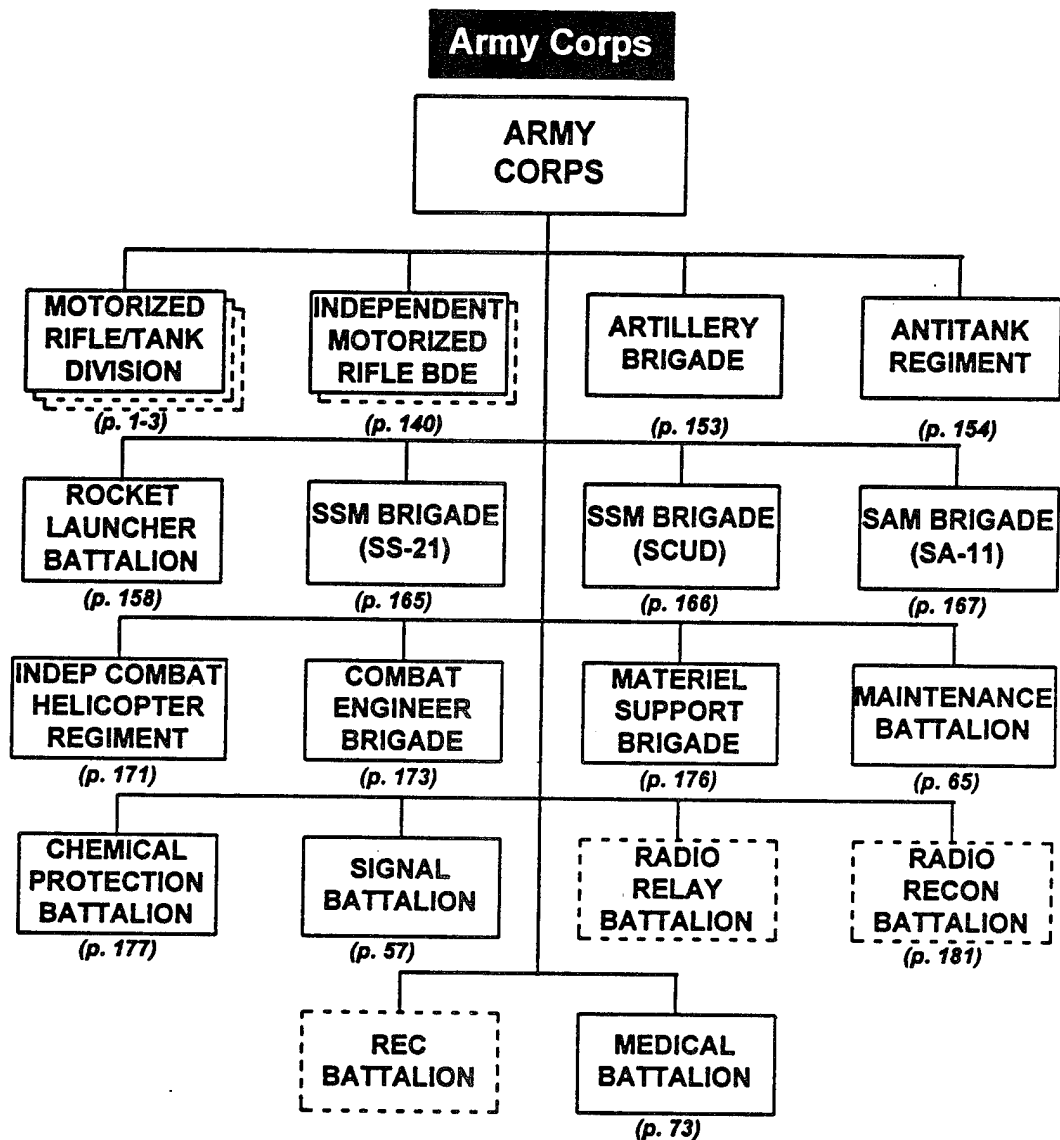 Army Corps
ARMY
CORPS
MOTORIZED
RIFLE/TANK
DIVISION
(p. 1-3)
INDEPENDENT
MOTORIZED
RIFLE BDE
(p. 140)
ARTILLERY
BRIGADE
(p. 153)
ANTITANK
REGIMENT
(p. 154)
ROCKET
LAUNCHER
BATTALION
(p. 158)
SSM BRIGADE
(SS-21)
(p. 165)
SSM BRIGADE
(SCUD)
(p. 166)
SAM BRIGADE
(SA-11)
(p. 167)
INDEP COMBAT
HELICOPTER
REGIMENT
(p. 171)
COMBAT
ENGINEER
BRIGADE
(p. 173)
MATERIEL
SUPPORT
BRIGADE
(p. 176)
MAINTENANCE
BATTALION
(p. 65)
CHEMICAL
PROTECTION
BATTALION
(p. 177)
SIGNAL
BATTALION
(p. 57)
RADIO
RELAY
BATTALION
RADIO
RECON
BATTALION
(p. 181)
REC
BATTALION
MEDICAL
BATTALION
(p. 73)